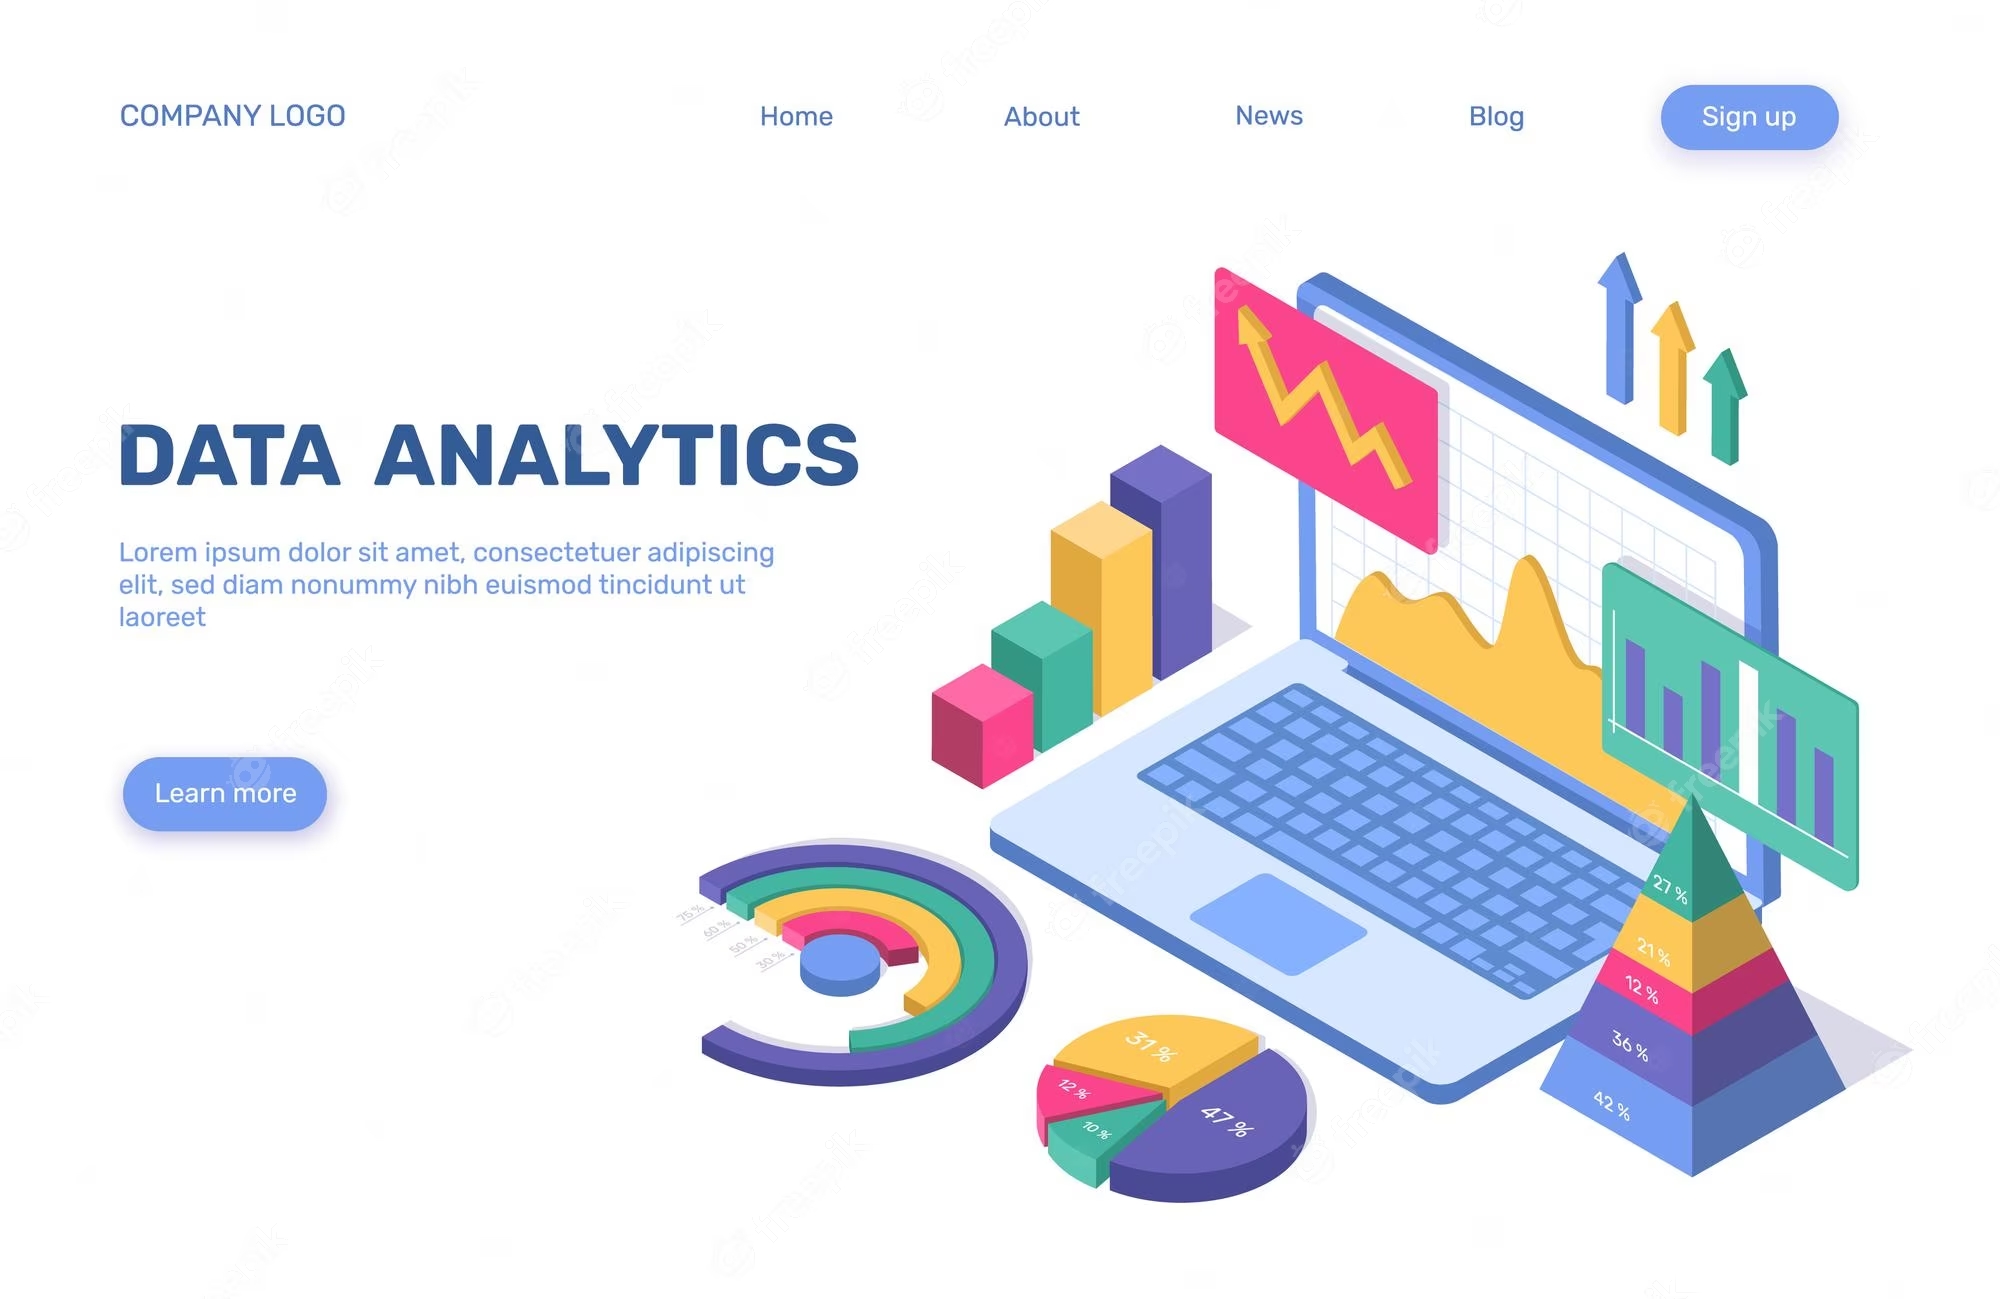 COMPANY LOGO
Home
About
News
Blog
Sign up
DATA ANALYTICS
Lorem ipsum dolor sit amet, consectetuer adipiscing
elit, sed diam nonummy nibh euismod tincidunt ut
laoreet
Learn more
75 %
60 %
50 %
30 %
31 %
12 %
10 %
47 %
27 %
21 %
12 %
36 %
42 %
freepik